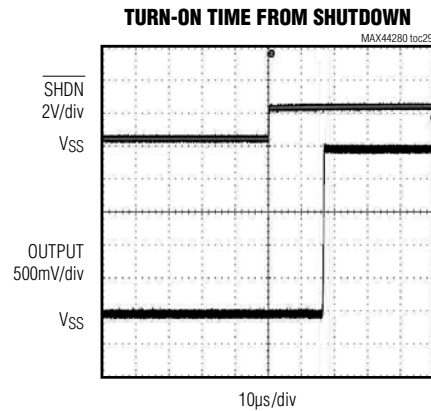 TURN-ON TIME FROM SHUTDOWN
MAX44280 toc29
SHDN
2V/div
VSS
OUTPUT
500mV/div
VSS
10µs/div